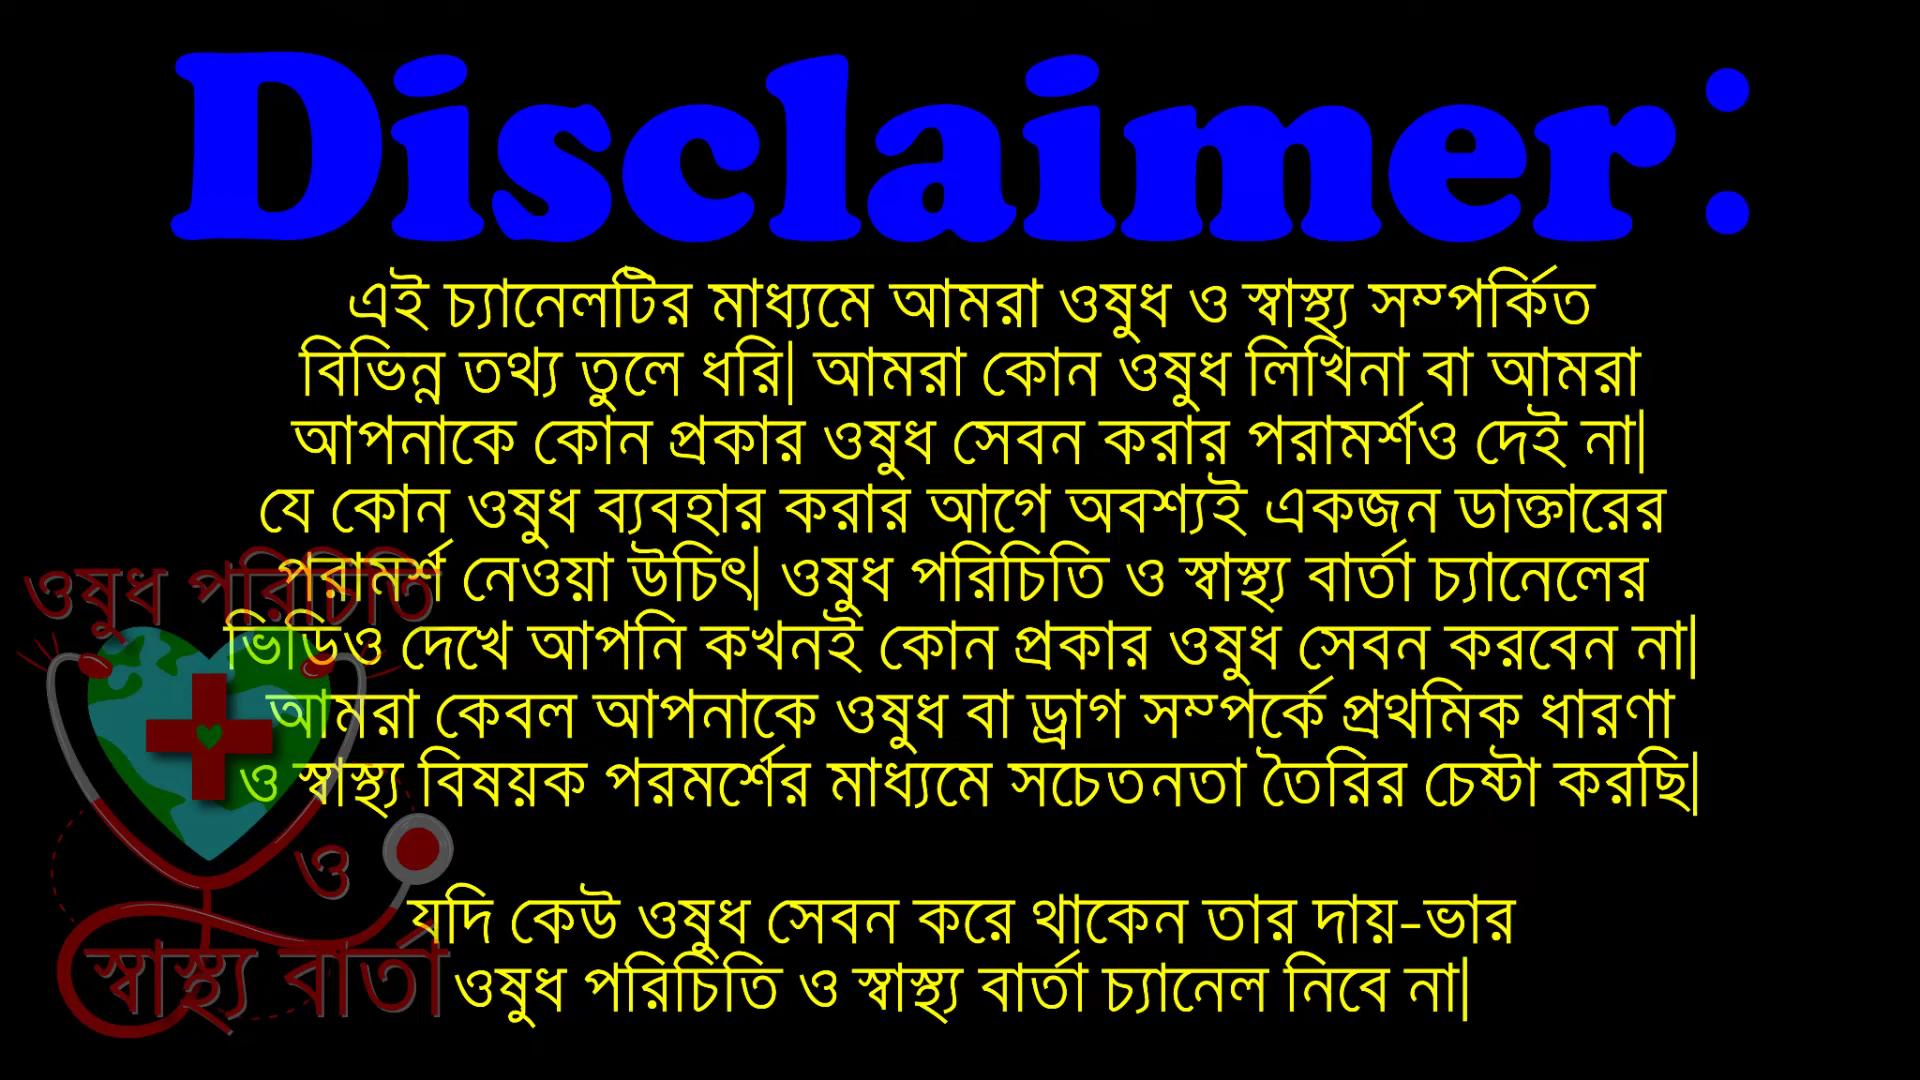 Disclaimer:
এই চ্যানেলটির মাধ্যমে আমরা ওষুধ ও স্বাস্থ্য সম্পর্কিত
বিভিন্ন তথ্য তুলে ধরি| আমরা কোন ওষুধ লিখিনা বা আমরা
আপনাকে কোন প্রকার ওষুধ সেবন করার পরামর্শও দেই না|
যে কোন ওষুধ ব্যবহার করার আগে অবশ্যই একজন ডাক্তারের
পরামর্শ নেওয়া উচিৎ| ওষুধ পরিচিতি ও স্বাস্থ্য বার্তা চ্যানেলের
ভিডিও দেখে আপনি কখনই কোন প্রকার ওষুধ সেবন করবেন না|
আমরা কেবল আপনাকে ওষুধ বা ড্রাগ সম্পর্কে প্রথমিক ধারণা
ও স্বাস্থ্য বিষয়ক পরমর্শের মাধ্যমে সচেতনতা তৈরির চেষ্টা করছি|
যদি কেউ ওষুধ সেবন করে থাকেন তার দায়-ভার
ওষুধ পরিচিতি ও স্বাস্থ্য বার্তা চ্যানেল নিবে না|
ওষুধ পরিচিতি
ও
স্বাস্থ্য বার্তা